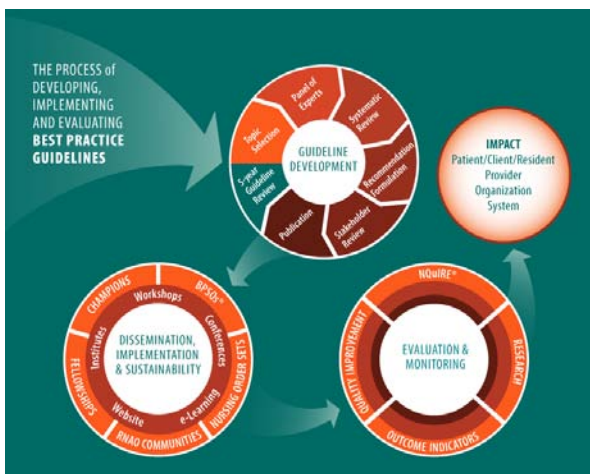 THE PROCESS of
DEVELOPING,
IMPLEMENTING
AND EVALUATING
BEST PRACTICE
GUIDELINES
Topic
Selection
Panel of
Experts
Systematic
Review
Recommendation
Formulation
Stakeholder
Review
Publication
5-year
Guideline
Review
GUIDELINE
DEVELOPMENT
IMPACT
Patient/Client/Resident
Provider
Organization
System
CHAMPIONS
BPSOs®
NURSING ORDER SETS
RNAO COMMUNITIES
FELLOWSHIPS
Institutes
Workshops
Conferences
e-Learning
Website
DISSEMINATION,
IMPLEMENTATION
& SUSTAINABILITY
NQuIRE®
RESEARCH
OUTCOME INDICATORS
QUALITY IMPROVEMENT
EVALUATION &
MONITORING